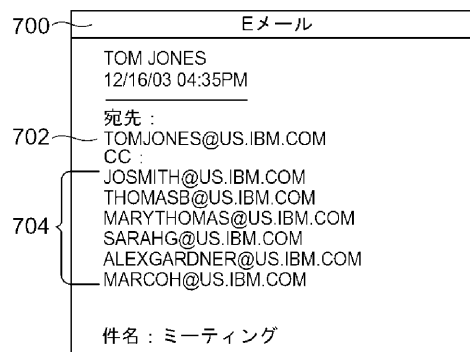 700
Eメール
TOM JONES
12/16/03 04:35PM
宛先：
702
TOMJONES@US.IBM.COM
CC：
704
JOSMITH@US.IBM.COM
THOMASB@US.IBM.COM
MARYTHOMAS@US.IBM.COM
SARAHG@US.IBM.COM
ALEXGARDNER@US.IBM.COM
MARCOH@US.IBM.COM
件名：ミーティング